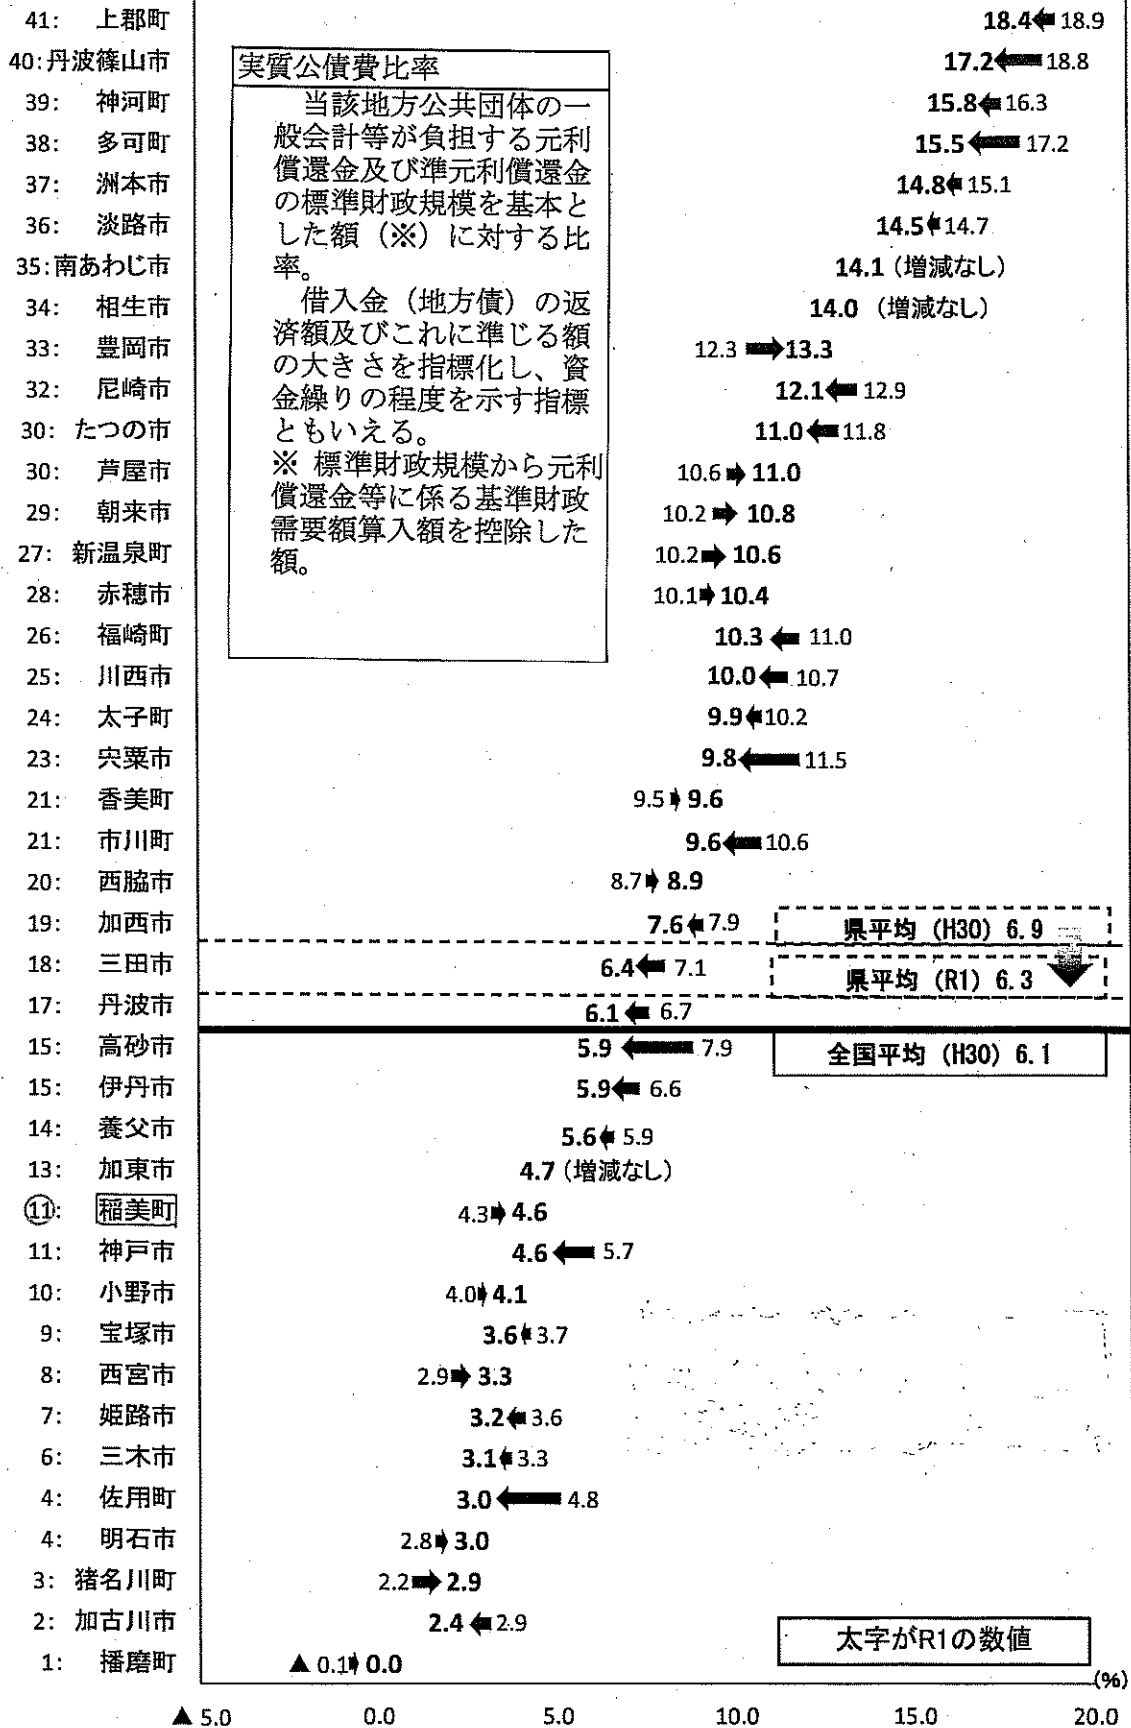 41: 上郡町 18.4 18.9
40:丹波篠山市 17.2 18.8
39: 神河町 15.8 16.3
38: 多可町 15.5 17.2
37: 洲本市 14.8 15.1
36: 淡路市 14.5 14.7
35:南あわじ市 14.1 (増減なし)
34: 相生市 14.0 (増減なし)
33: 豊岡市 12.3 13.3
32: 尼崎市 12.1 12.9
30: たつの市 11.0 11.8
30: 芦屋市 10.6 11.0
29: 朝来市 10.2 10.8
27: 新温泉町 10.2 10.6
28: 赤穂市 10.1 10.4
26: 福崎町 10.3 11.0
25: 川西市 10.0 10.7
24: 太子町 9.9 10.2
23: 宍粟市 9.8 11.5
21: 香美町 9.5 9.6
21: 市川町 9.6 10.6
20: 西脇市 8.7 8.9
19: 加西市 7.6 7.9
18: 三田市 6.4 7.1
17: 丹波市 6.1 6.7
15: 高砂市 5.9 7.9
15: 伊丹市 5.9 6.6
14: 養父市 5.6 5.9
13: 加東市 4.7 (増減なし)
⑪: 稲美町 4.3 4.6
11: 神戸市 4.6 5.7
10: 小野市 4.0 4.1
9: 宝塚市 3.6 3.7
8: 西宮市 2.9 3.3
7: 姫路市 3.2 3.6
6: 三木市 3.1 3.3
4: 佐用町 3.0 4.8
4: 明石市 2.8 3.0
3: 猪名川町 2.2 2.9
2: 加古川市 2.4 2.9
1: 播磨町 ▲ 0.1 0.0
実質公債費比率
当該地方公共団体の一
般会計等が負担する元利
償還金及び準元利償還金
の標準財政規模を基本と
した額(※)に対する比
率。
借入金(地方債)の返
済額及びこれに準じる額
の大きさを指標化し、資
金繰りの程度を示す指標
ともいえる。
※ 標準財政規模から元利
償還金等に係る基準財政
需要額算入額を控除した
額。
県平均 (H30) 6.9
県平均 (R1) 6.3
全国平均 (H30) 6.1
太字がR1の数値
(%)
▲ 5.0 0.0 5.0 10.0 15.0 20.0